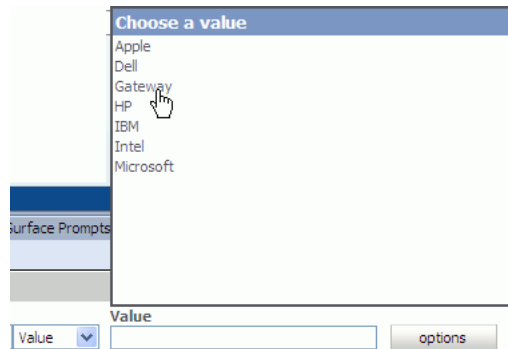 Choose a value
Apple
Dell
Gateway
HP
IBM
Intel
Microsoft
Surface Prompts
Value
Value
options